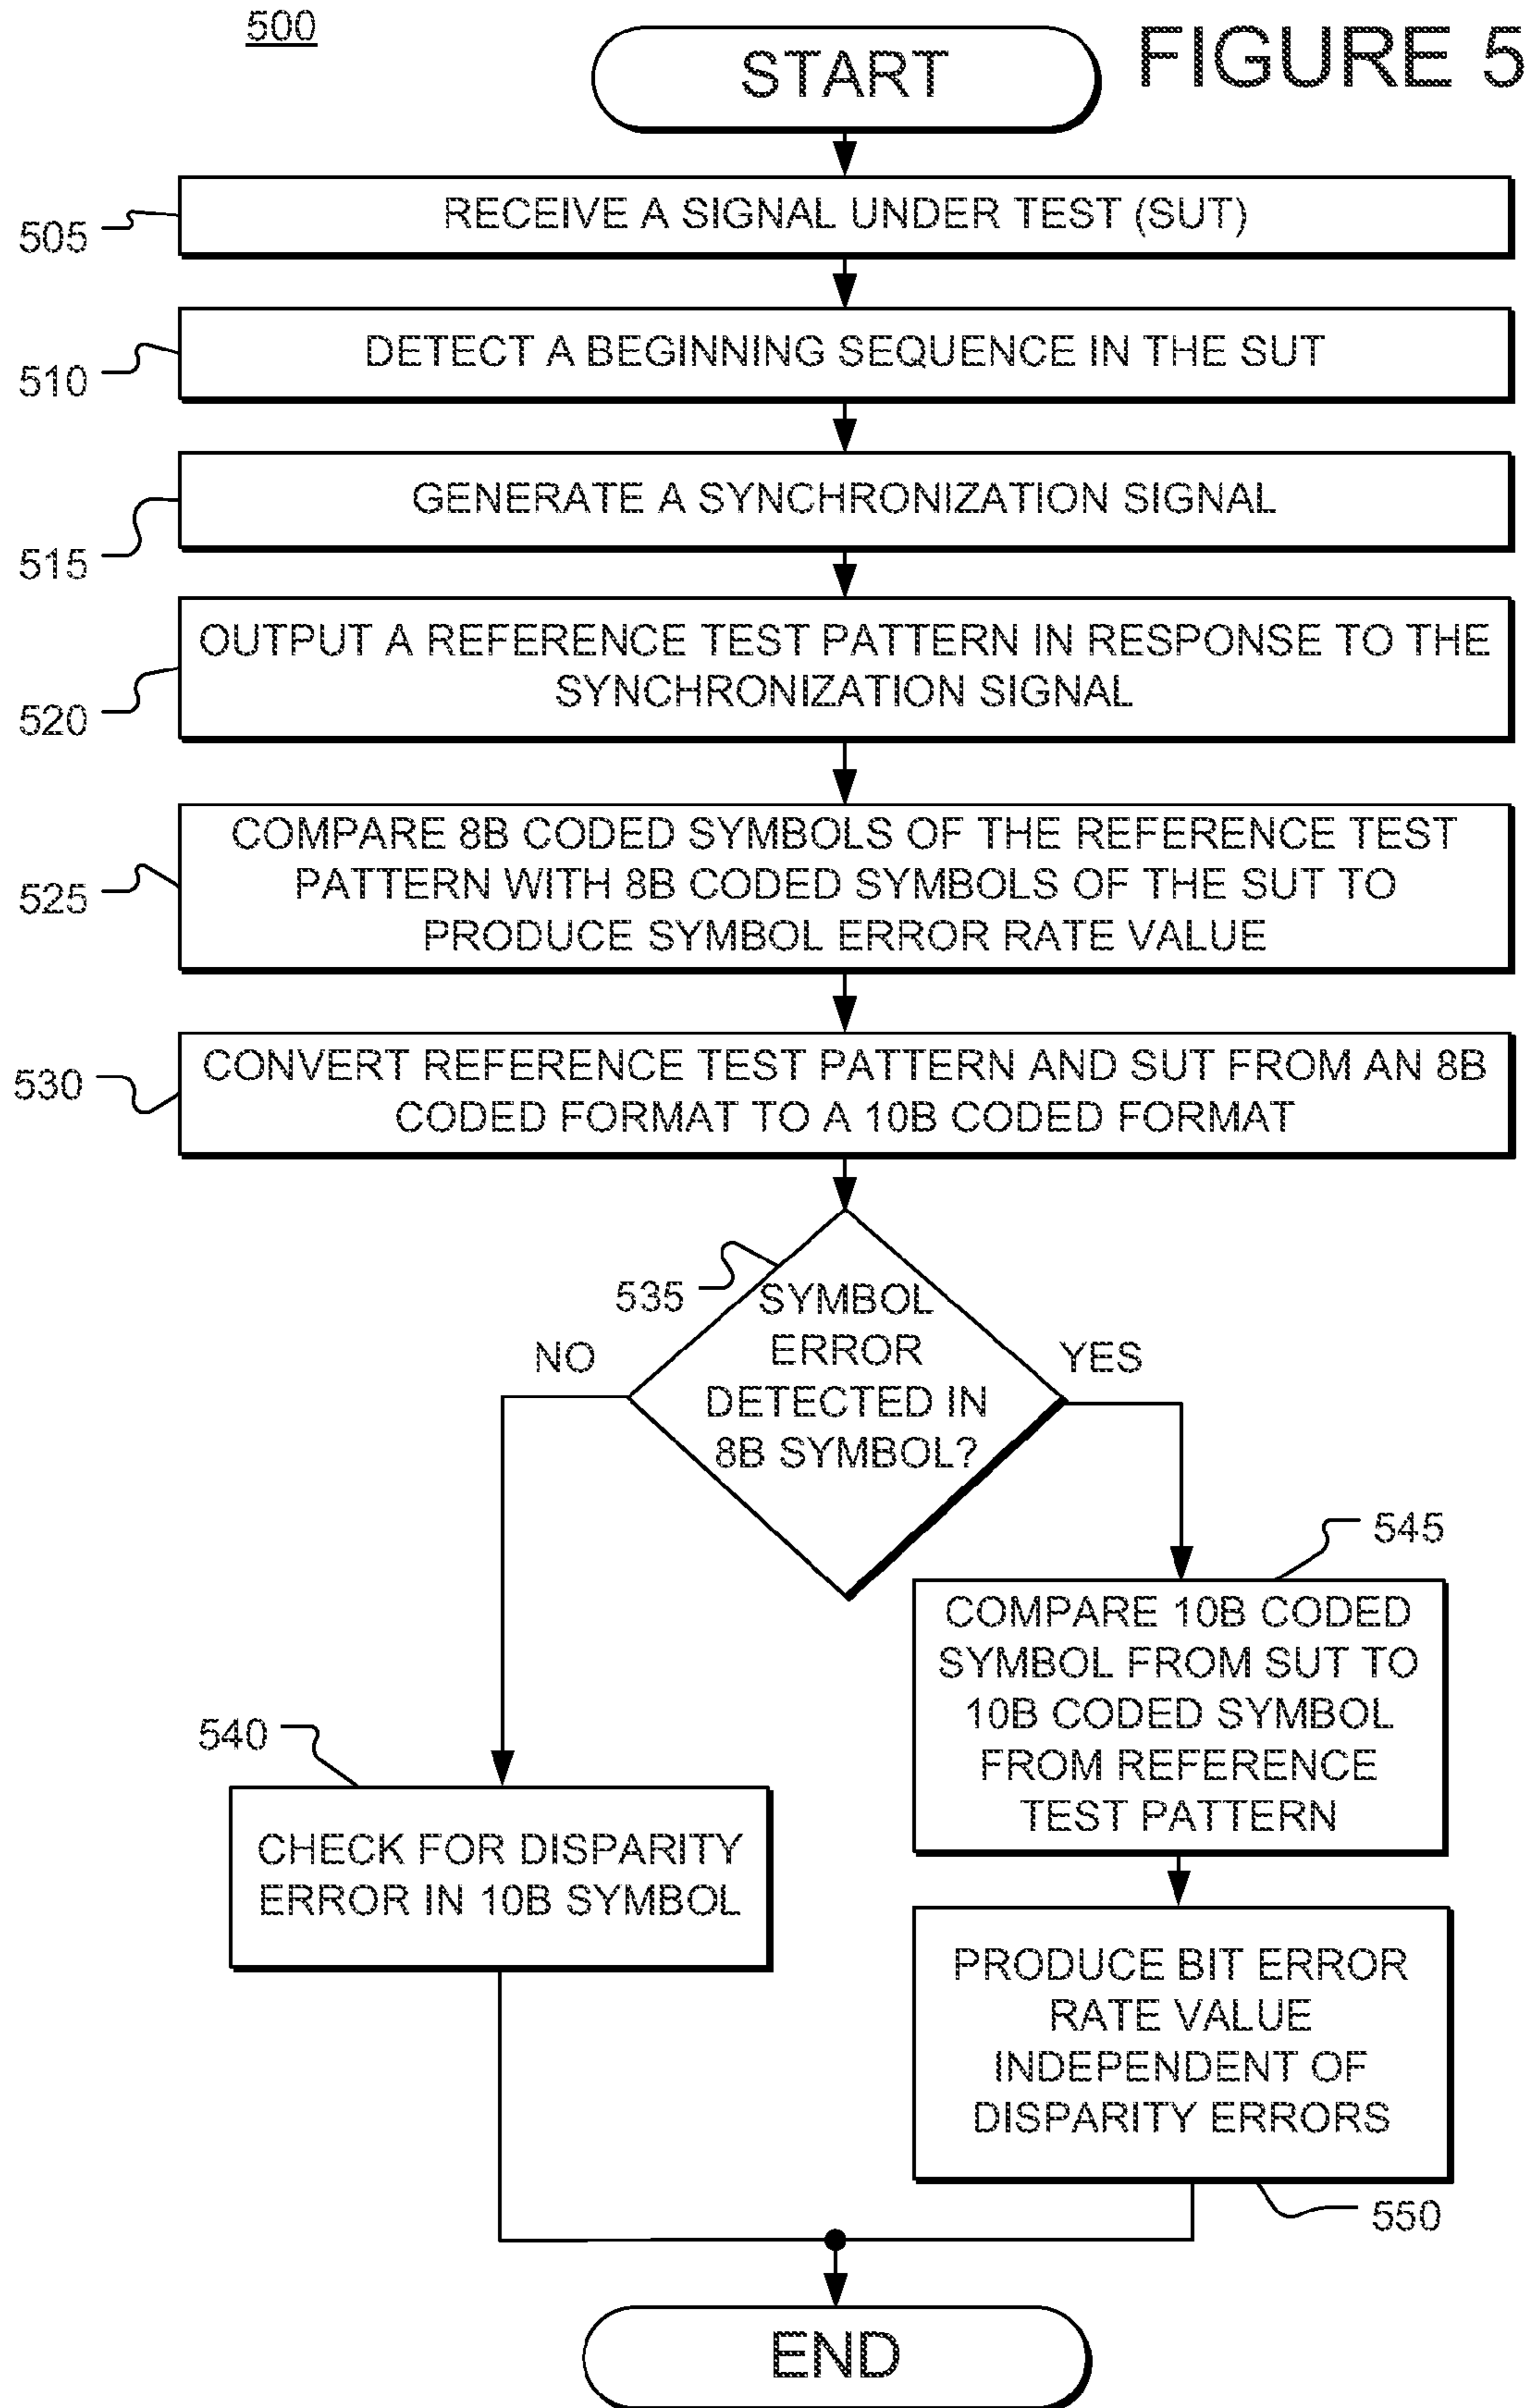 500
START
FIGURE 5
RECEIVE A SIGNAL UNDER TEST (SUT)
505
DETECT A BEGINNING SEQUENCE IN THE SUT
510
GENERATE A SYNCHRONIZATION SIGNAL
515
OUTPUT A REFERENCE TEST PATTERN IN RESPONSE TO THE
SYNCHRONIZATION SIGNAL
520
COMPARE 8B CODED SYMBOLS OF THE REFERENCE TEST
PATTERN WITH 8B CODED SYMBOLS OF THE SUT TO
PRODUCE SYMBOL ERROR RATE VALUE
525
CONVERT REFERENCE TEST PATTERN AND SUT FROM AN 8B
CODED FORMAT TO A 10B CODED FORMAT
530
535
SYMBOL
ERROR
DETECTED IN
8B SYMBOL?
NO
YES
540
CHECK FOR DISPARITY
ERROR IN 10B SYMBOL
545
COMPARE 10B CODED
SYMBOL FROM SUT TO
10B CODED SYMBOL
FROM REFERENCE
TEST PATTERN
PRODUCE BIT ERROR
RATE VALUE
INDEPENDENT OF
DISPARITY ERRORS
550
END